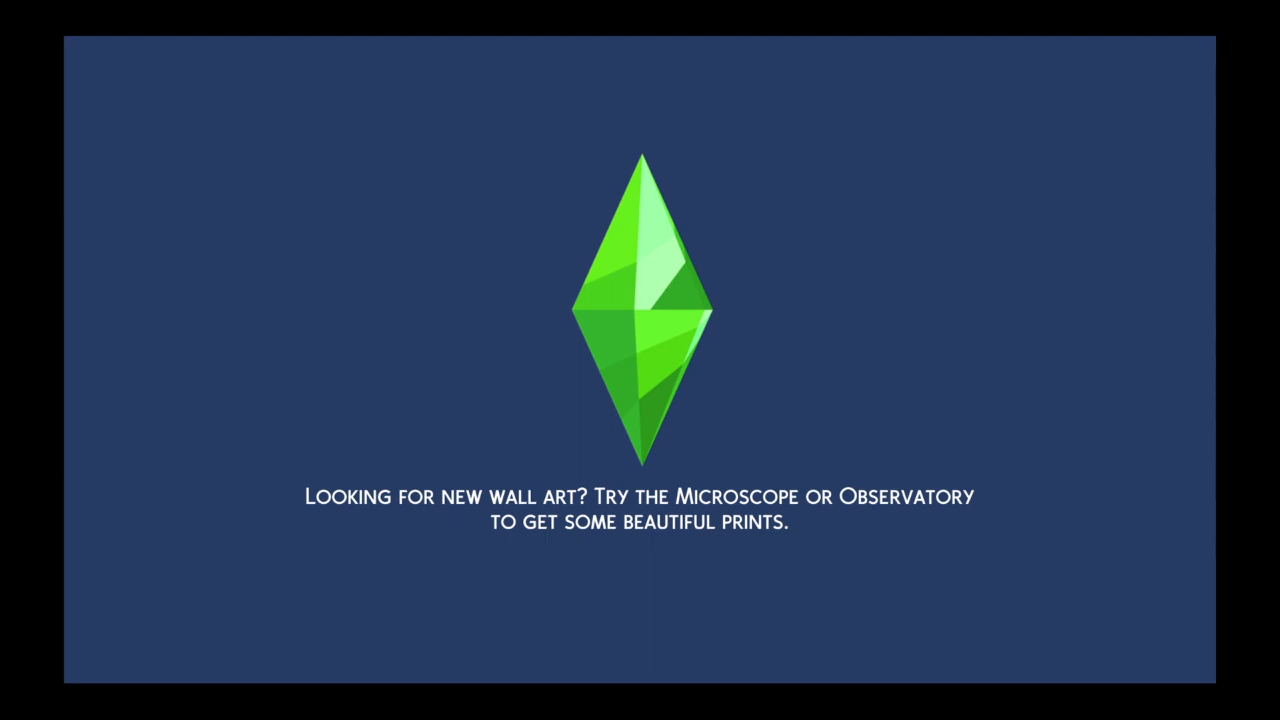 Looking for new wall art? Try the Microscope or Observatory
to get some beautiful prints.